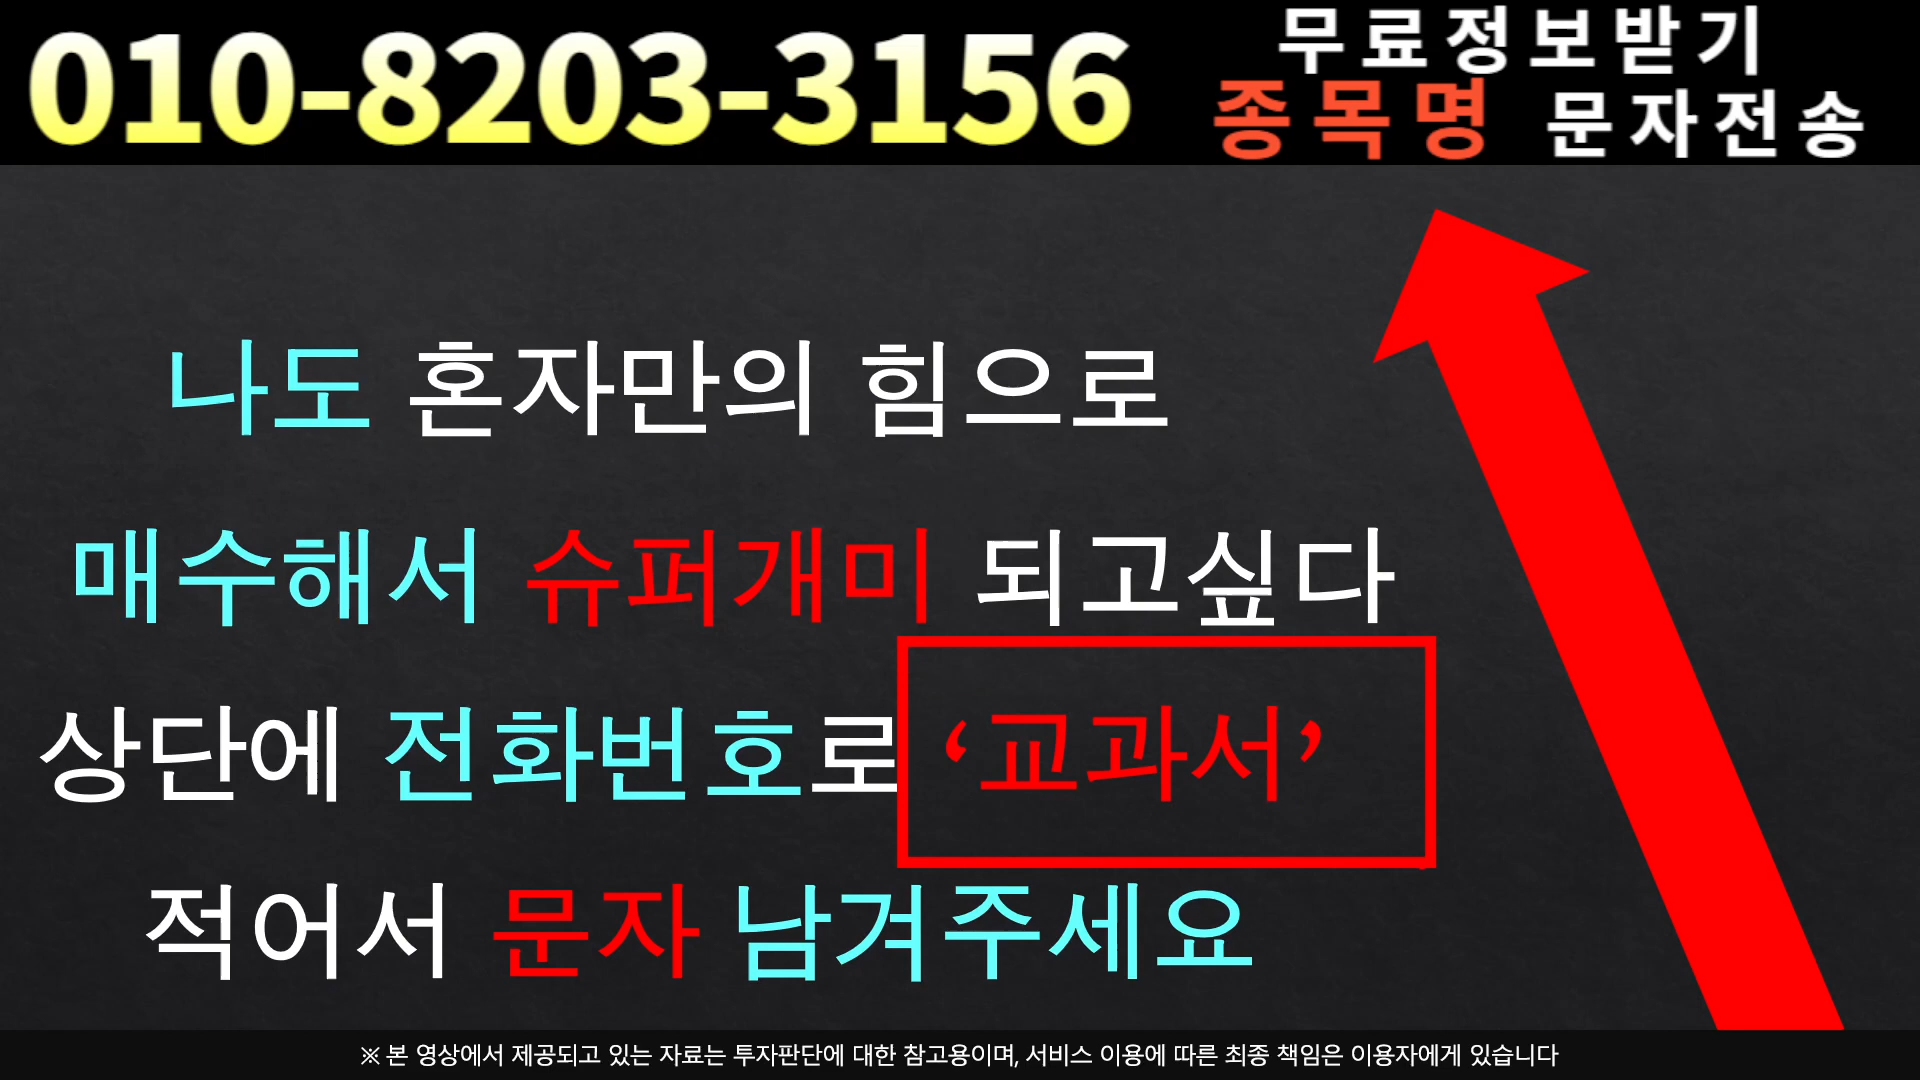 010-8203-3156
무료정보받기
종목명 문자전송
나도 혼자만의 힘으로
매수해서 슈퍼개미 되고싶다
상단에 전화번호로 ‘교과서’
적어서 문자 남겨주세요
※ 본 영상에서 제공되고 있는 자료는 투자판단에 대한 참고용이며, 서비스 이용에 따른 최종 책임은 이용자에게 있습니다